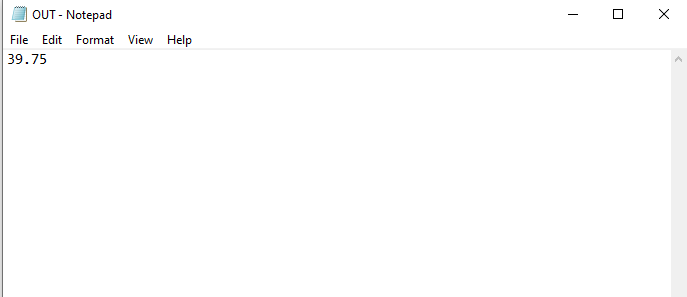 OUT - Notepad
File Edit Format View Help
39.75